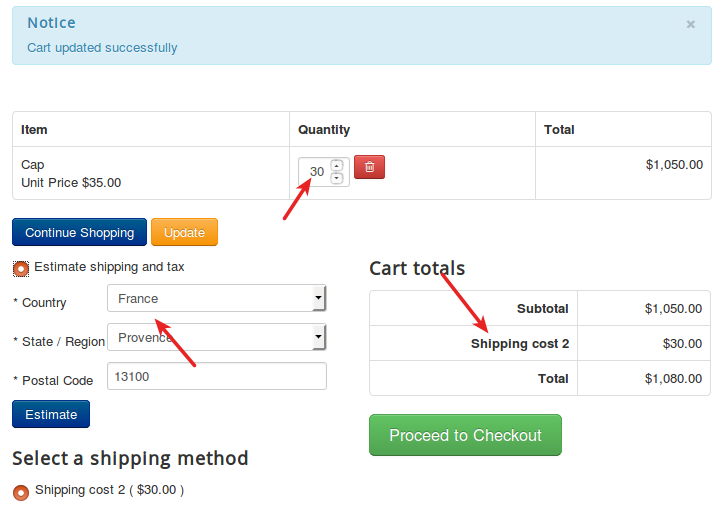 Notice
×
Cart updated successfully
Item Quantity Total
Cap
Unit Price $35.00
30
$1,050.00
Continue Shopping Update
Estimate shipping and tax
* Country France
* State / Region Provence
* Postal Code 13100
Estimate
Cart totals
Subtotal $1,050.00
Shipping cost 2 $30.00
Total $1,080.00
Proceed to Checkout
Select a shipping method
Shipping cost 2 ( $30.00 )